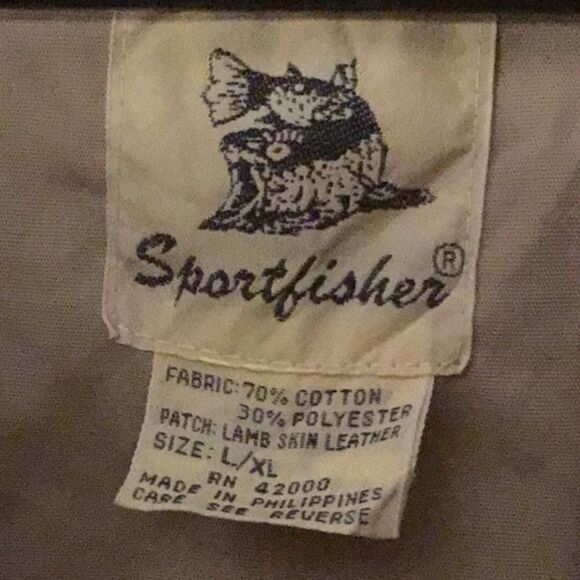 Sportfisher®
FABRIC: 70% COTTON
30% POLYESTER
PATCH: LAMB SKIN LEATHER
SIZE: L/XL
RN 42000
MADE IN PHILIPPINES
CARE SEE REVERSE